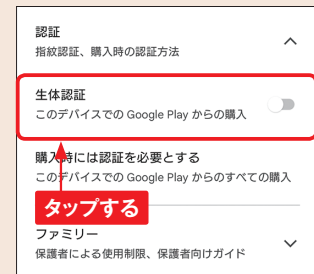 認証
指紋認証、購入時の認証方法
生体認証
このデバイスでの Google Play からの購入
購入時には認証を必要とする
このデバイスでの Google Play からのすべての購入
タップする
ファミリー
保護者による使用制限、保護者向けガイド